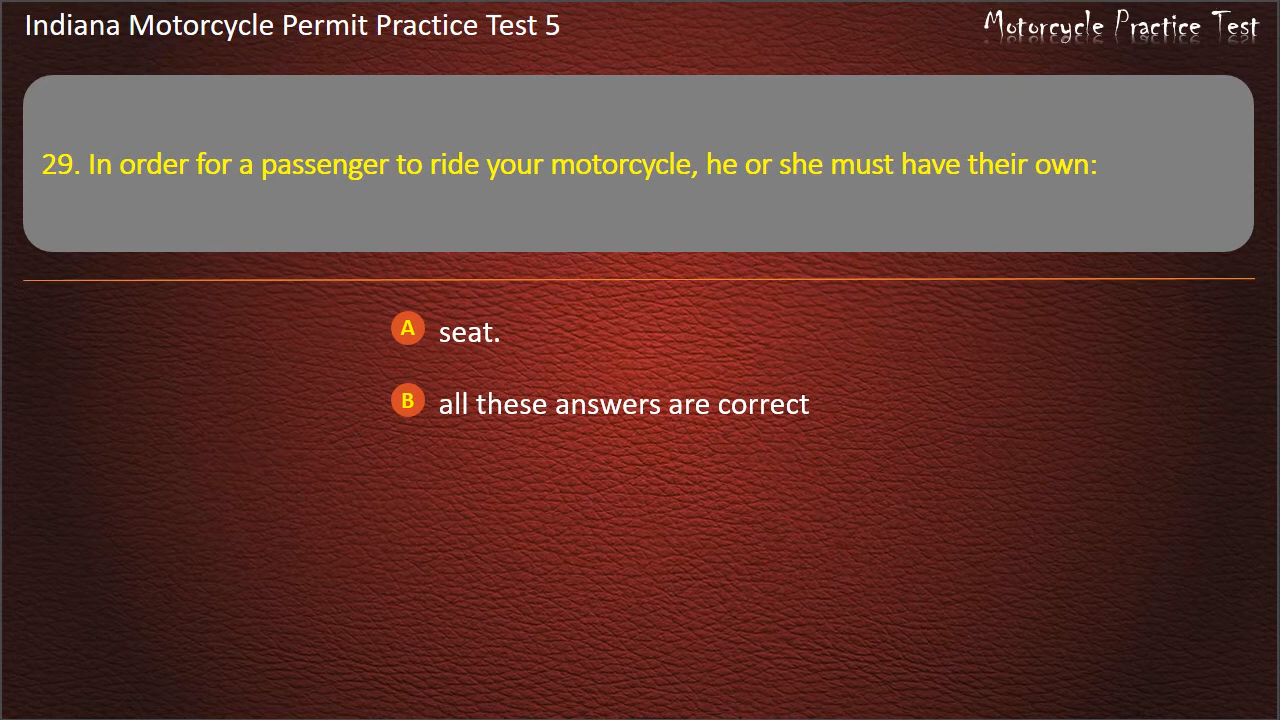 Indiana Motorcycle Permit Practice Test 5
Motorcycle Practice Test
29. In order for a passenger to ride your motorcycle, he or she must have their own:
A seat.
B all these answers are correct